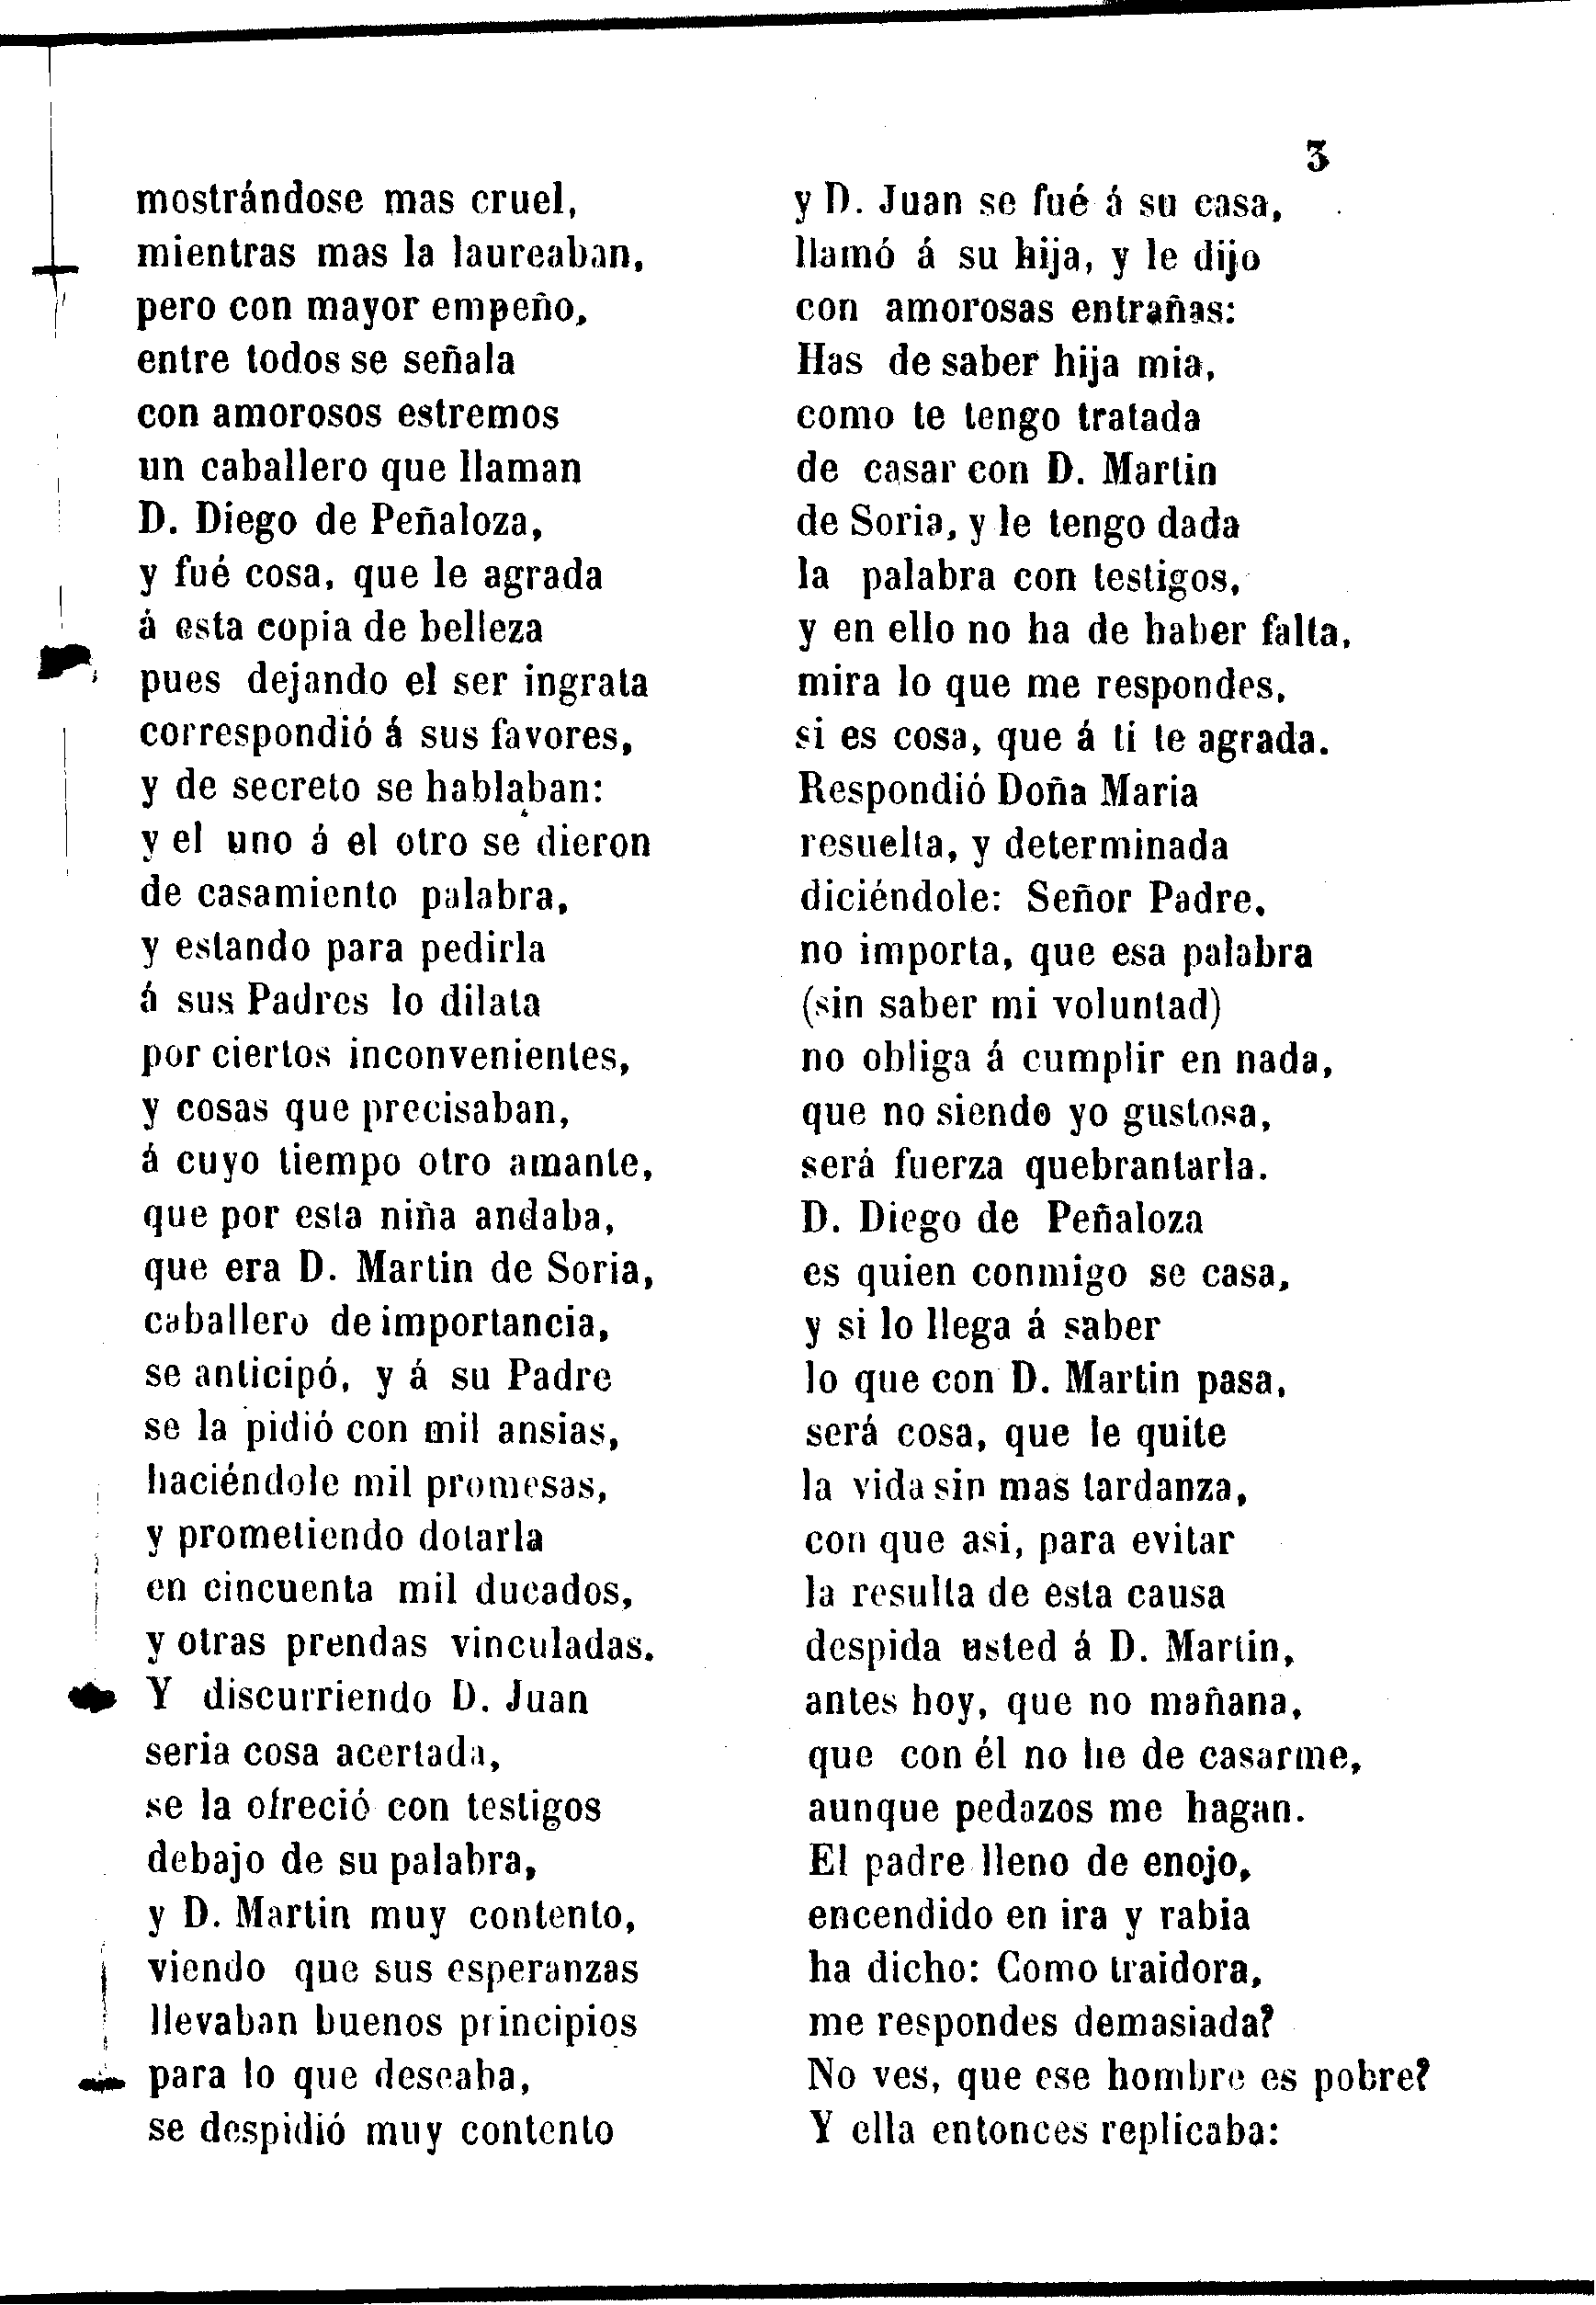 3
mostrándose mas cruel,
mientras mas la laureaban,
pero con mayor empeño,
entre todos se señala
con amorosos estremos
un caballero que llaman
D. Diego de Peñaloza,
y fué cosa, que le agrada
á esta copia de belleza
pues dejando el ser ingrata
correspondió á sus favores,
y de secreto se hablaban:
y el uno á el otro se dieron
de casamiento palabra,
y estando para pedirla
á sus Padres lo dilata
por ciertos inconvenientes,
y cosas que precisaban,
á cuyo tiempo otro amante,
que por esta niña andaba,
que era D. Martin de Soria,
caballero de importancia,
se anticipó, y á su Padre
se la pidió con mil ansias,
haciéndole mil promesas,
y prometiendo dotarla
en cincuenta mil ducados,
y otras prendas vinculadas.
Y discurriendo D. Juan
seria cosa acertada,
se la ofreció con testigos
debajo de su palabra,
y D. Martin muy contento,
viendo que sus esperanzas
llevaban buenos principios
para lo que deseaba,
se despidió muy contento
y D. Juan se fué á su casa,
llamó á su hija, y le dijo
con amorosas entrañas:
Has de saber hija mia,
como te tengo tratada
de casar con D. Martin
de Soria, y le tengo dada
la palabra con testigos,
y en ello no ha de haber falta,
mira lo que me respondes,
si es cosa, que á ti te agrada.
Respondió Doña Maria
resuelta, y determinada
diciéndole: Señor Padre,
no importa, que esa palabra
(sin saber mi voluntad)
no obliga á cumplir en nada,
que no siendo yo gustosa,
será fuerza quebrantarla.
D. Diego de Peñaloza
es quien conmigo se casa,
y si lo llega á saber
lo que con D. Martin pasa,
será cosa, que le quite
la vida sin mas tardanza,
con que asi, para evitar
la resulta de esta causa
despida usted á D. Martin,
antes hoy, que no mañana,
que con él no he de casarme,
aunque pedazos me hagan.
El padre lleno de enojo,
encendido en ira y rabia
ha dicho: Como traidora,
me respondes demasiada?
No ves, que ese hombre es pobre?
Y ella entonces replicaba: